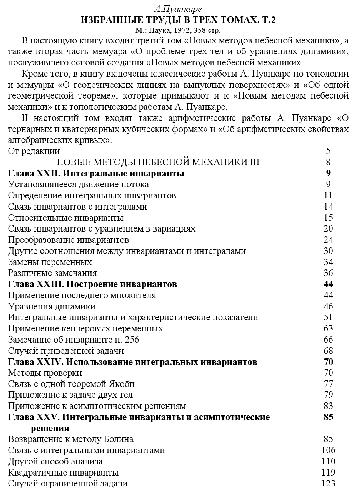 А.Пуанкаре
ИЗБРАННЫЕ ТРУДЫ В ТРЕХ ТОМАХ. Т.2
М.: Наука, 1972, 358 стр.
В настоящую книгу входит третий том «Новых методов небесной механики», а
также вторая часть мемуара «О проблеме трех тел и об уравнениях динамики»,
послужившего основой создания «Новых методов небесной механики».
Кроме того, в книгу включены классические работы А. Пуанкаре по топологии
и мемуары «О геодезических линиях на выпуклых поверхностях» и «Об одной
геометрической теореме», которые примыкают и к «Новым методам небесной
механики» и к топологическим работам А. Пуанкаре.
В настоящий том входят также арифметические работы А. Пуанкаре «О
тернарных и кватернарных кубических формах» и «Об арифметических свойствах
алгебраических кривых».
От редакции 5
НОВЫЕ МЕТОДЫ НЕБЕСНОЙ МЕХАНИКИ III 8
Глава XXII. Интегральные инварианты 9
Установившееся движение потока 9
Определение интегральных инвариантов 11
Связь инвариантов с интегралами 14
Относительные инварианты 15
Связь инвариантов с уравнением в вариациях 20
Преобразование инвариантов 24
Другие соотношения между инвариантами и интегралами 30
Замены переменных 34
Различные замечания 36
Глава XXIII. Построение инвариантов 44
Применение последнего множителя 44
Уравнения динамики 46
Интегральные инварианты и характеристические показатели 51
Применение кеплеровых переменных 63
Замечание об инварианте п. 256 66
Случай приведенной задачи 68
Глава XXIV. Использование интегральных инвариантов 70
Методы проверки 70
Связь с одной теоремой Якоби 77
Приложение к задаче двух тел 79
Приложение к асимптотическим решениям 83
Глава XXV. Интегральные инварианты и асимптотические 85
решения
Возвращение к методу Болина 85
Связь с интегральными инвариантами 106
Другой способ анализа 110
Квадратичные инварианты 119
Случай ограниченной задачи 123